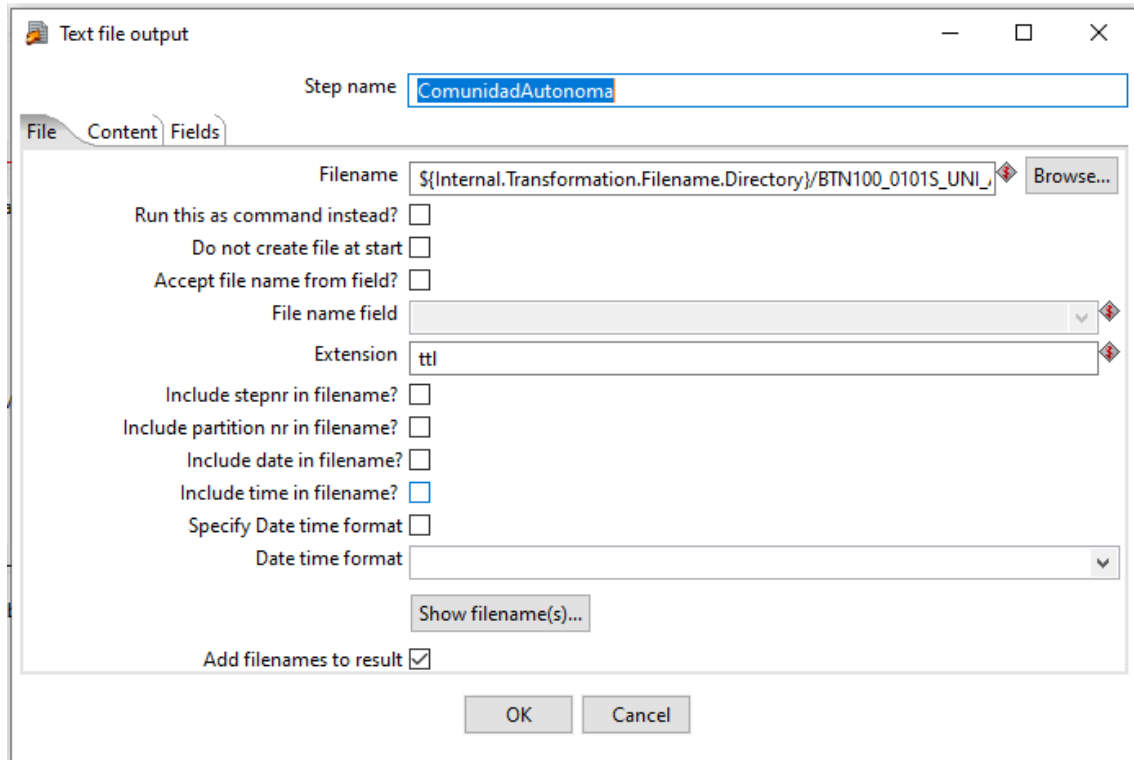 Text file output
Step name ComunidadAutonoma
File Content Fields
Filename ${Internal.Transformation.Filename.Directory}/BTN100_0101S_UNI_ Browse...
Run this as command instead?
Do not create file at start
Accept file name from field?
File name field
Extension ttl
Include stepnr in filename?
Include partition nr in filename?
Include date in filename?
Include time in filename?
Specify Date time format
Date time format
Show filename(s)...
Add filenames to result
OK Cancel